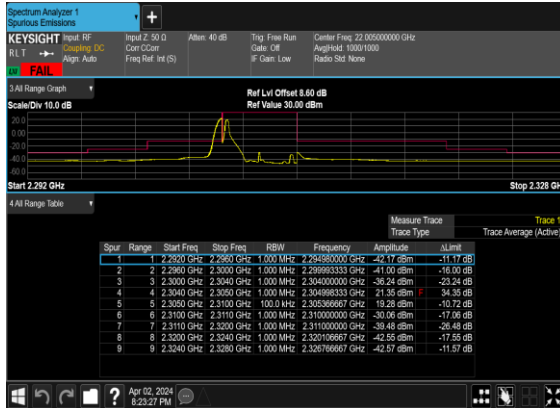 Spectrum Analyzer 1
Spurious Emissions
+
KEYSIGHT Input: RF Input Z: 50 Ω Atten: 40 dB Trig: Free Run Center Freq: 22.005000000 GHz
RLT Coupling: DC Corr CCorr Gate: Off Avg|Hold: 1000/1000
Align: Auto Freq Ref: Int (S) IF Gain: Low Radio Std: None
LU FAIL
3 All Range Graph Ref Lvl Offset 8.60 dB
Scale/Div 10.0 dB Ref Value 30.00 dBm
20.0
0.00
-20.0
-40.0
-60.0
Start 2.292 GHz Stop 2.328 GH
4 All Range Table
Measure Trace Trace 1
Trace Type Trace Average (Active)
Spur Range Start Freq Stop Freq RBW Frequency Amplitude ΔLimit
1 1 2.2920 GHz 2.2960 GHz 1.000 MHz 2.294980000 GHz -42.17 dBm -11.17 dB
2 2 2.2960 GHz 2.3000 GHz 1.000 MHz 2.299993333 GHz -41.00 dBm -16.00 dB
3 3 2.3000 GHz 2.3040 GHz 1.000 MHz 2.304000000 GHz -36.24 dBm -23.24 dB
4 4 2.3040 GHz 2.3050 GHz 1.000 MHz 2.304998333 GHz 21.35 dBm F 34.35 dB
5 5 2.3050 GHz 2.3100 GHz 100.0 kHz 2.305366667 GHz 19.28 dBm -10.72 dB
6 6 2.3100 GHz 2.3110 GHz 1.000 MHz 2.310000000 GHz -30.06 dBm -17.06 dB
7 7 2.3110 GHz 2.3200 GHz 1.000 MHz 2.311000000 GHz -39.48 dBm -26.48 dB
8 8 2.3200 GHz 2.3240 GHz 1.000 MHz 2.320106667 GHz -42.55 dBm -17.55 dB
9 9 2.3240 GHz 2.3280 GHz 1.000 MHz 2.326766667 GHz -42.57 dBm -11.57 dB
? Apr 02, 2024
8:23:27 PM